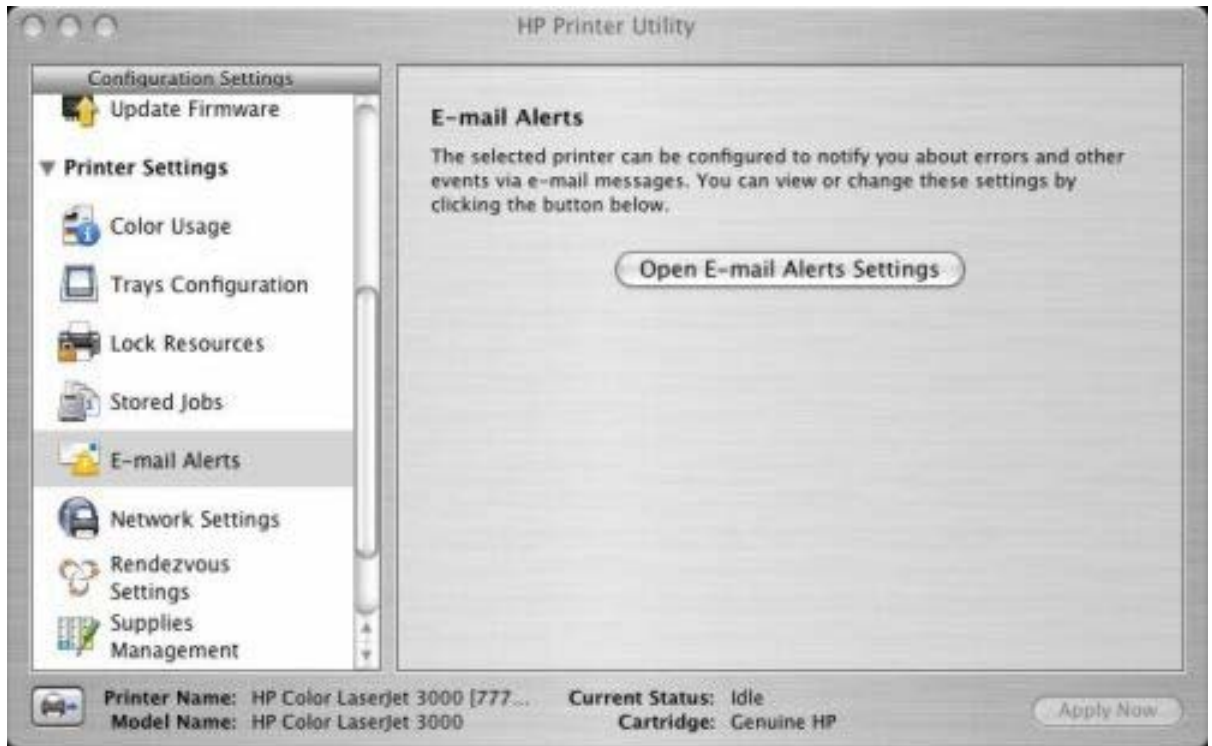 HP Printer Utility
Configuration Settings
Update Firmware
Printer Settings
Color Usage
Trays Configuration
Lock Resources
Stored Jobs
E-mail Alerts
Network Settings
Rendezvous
Settings
Supplies
Management
E-mail Alerts
The selected printer can be configured to notify you about errors and other
events via e-mail messages. You can view or change these settings by
clicking the button below.
Open E-mail Alerts Settings
Printer Name: HP Color LaserJet 3000 [777...
Model Name: HP Color LaserJet 3000
Current Status: Idle
Cartridge: Genuine HP
Apply Now